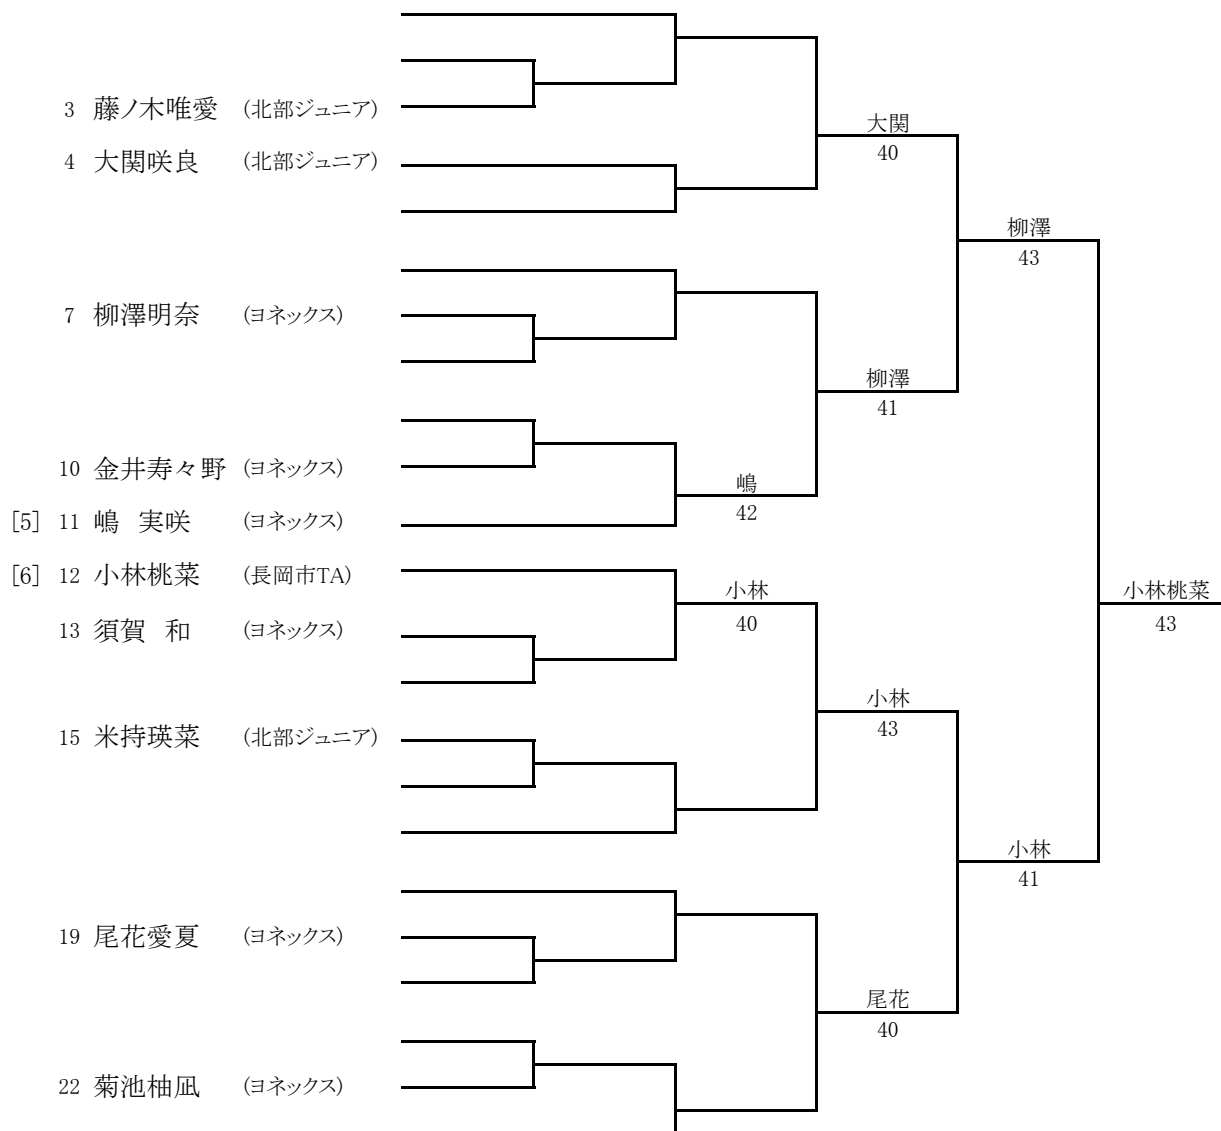 3 藤ノ木唯愛 (北部ジュニア)
大関
4 大関咲良 (北部ジュニア)
40
柳澤
43
7 柳澤明奈 (ヨネックス)
柳澤
41
10 金井寿々野 (ヨネックス)
嶋
42
[5] 11 嶋 実咲 (ヨネックス)
[6] 12 小林桃菜 (長岡市TA)
小林
小林桃菜
40
43
13 須賀 和 (ヨネックス)
小林
43
15 米持瑛菜 (北部ジュニア)
小林
41
19 尾花愛夏 (ヨネックス)
尾花
40
22 菊池柚凪 (ヨネックス)